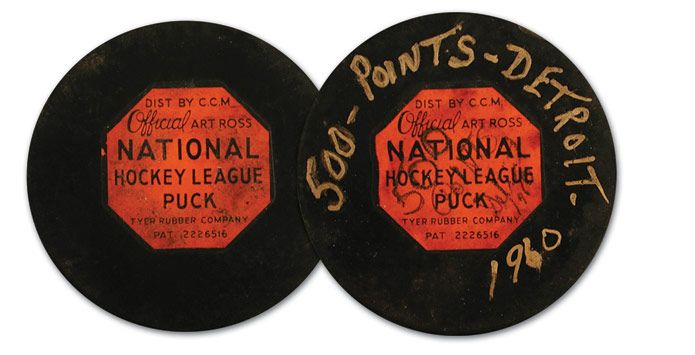 DIST BY C.C.M.
Official ART ROSS
NATIONAL
HOCKEY LEAGUE
PUCK
TYER RUBBER COMPANY
PAT 2226516
500-POINTS-DETROIT.
1960
DIST BY C.C.M.
Official ART ROSS
NATIONAL
HOCKEY LEAGUE
PUCK
TYER RUBBER COMPANY
PAT 2226516
500